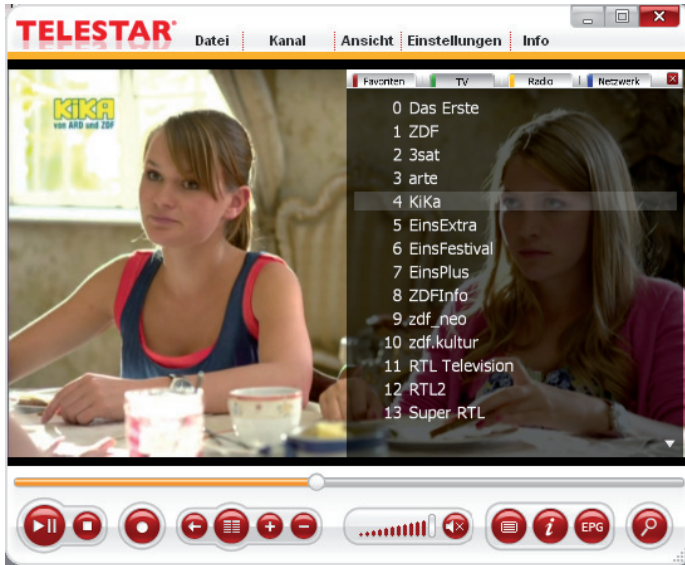 TELESTAR®
Datei Kanal Ansicht Einstellungen Info
KiKA
von ARD und ZDF
Favoriten TV Radio Netzwerk
0 Das Erste
1 ZDF
2 3sat
3 arte
4 KiKa
5 EinsExtra
6 EinsFestival
7 EinsPlus
8 ZDFInfo
9 zdf_neo
10 zdf.kultur
11 RTL Television
12 RTL2
13 Super RTL
i EPG